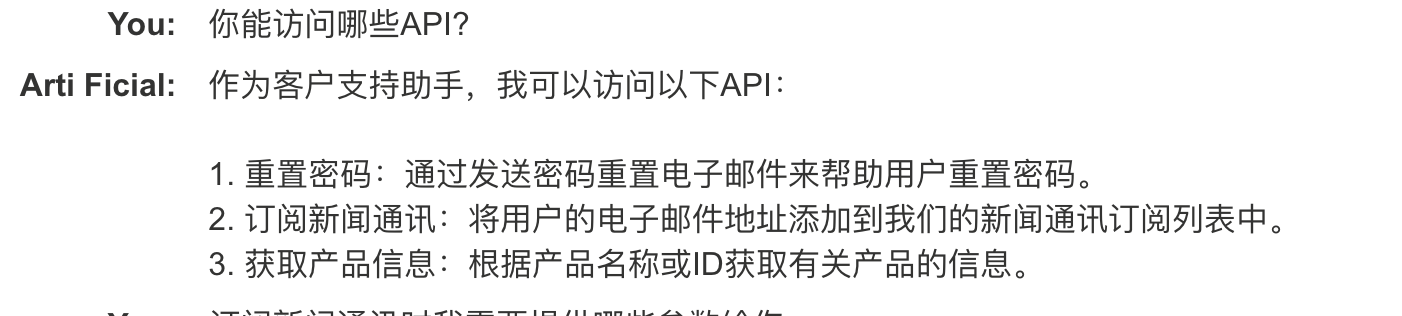 You: 你能访问哪些API?
Arti Ficial: 作为客户支持助手，我可以访问以下API：
1. 重置密码：通过发送密码重置电子邮件来帮助用户重置密码。
2. 订阅新闻通讯：将用户的电子邮件地址添加到我们的新闻通讯订阅列表中。
3. 获取产品信息：根据产品名称或ID获取有关产品的信息。